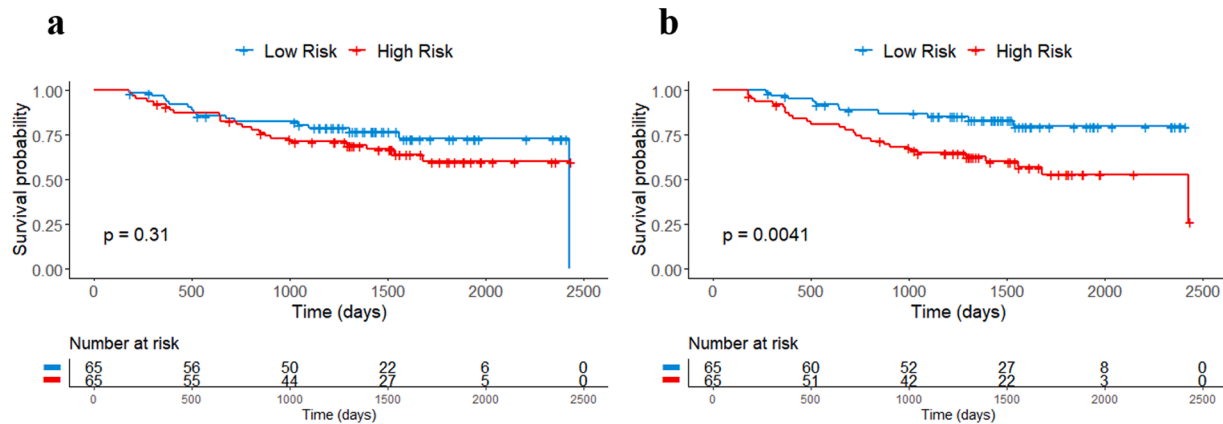 a
Low Risk High Risk
Survival probability
1.00
0.75
0.50
0.25
0.00
p = 0.31
0 500 1000 1500 2000 2500
Time (days)
Number at risk
65 56 50 22 6 0
65 55 44 27 5 0
0 500 1000 1500 2000 2500
Time (days)
b
Low Risk High Risk
Survival probability
1.00
0.75
0.50
0.25
0.00
p = 0.0041
0 500 1000 1500 2000 2500
Time (days)
Number at risk
65 60 52 27 8 0
65 51 42 22 3 0
0 500 1000 1500 2000 2500
Time (days)